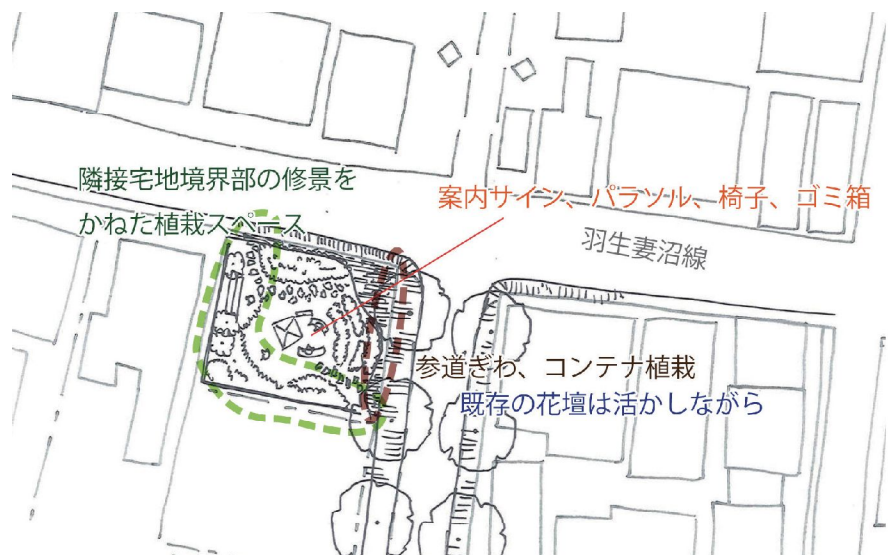 隣接宅地境界部の修景を
かねた植栽スペース
案内サイン、パラソル、椅子、ゴミ箱
羽生妻沼線
参道ぎわ、コンテナ植栽
既存の花壇は活かしながら